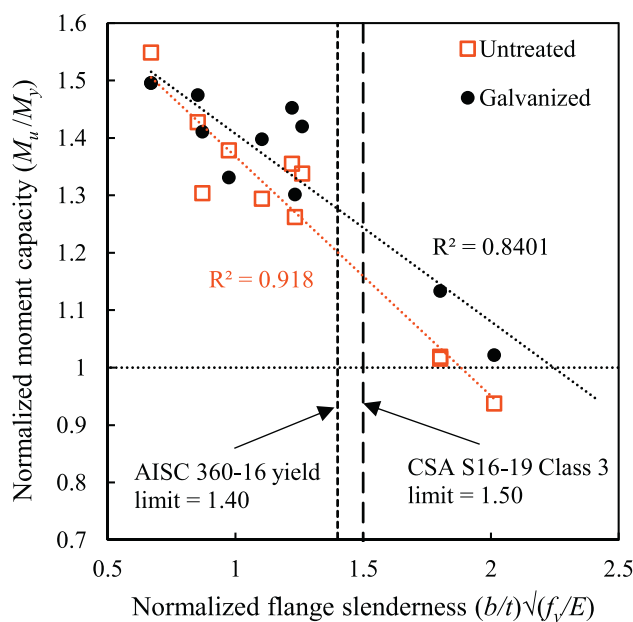 1.6
1.5
1.4
1.3
1.2
1.1
1
0.9
0.8
0.7
Normalized moment capacity (Mu/My)
Untreated
Galvanized
R² = 0.8401
R² = 0.918
AISC 360-16 yield
limit = 1.40
CSA S16-19 Class 3
limit = 1.50
0.5
1
1.5
2
2.5
Normalized flange slenderness (b/t)√(fy/E)